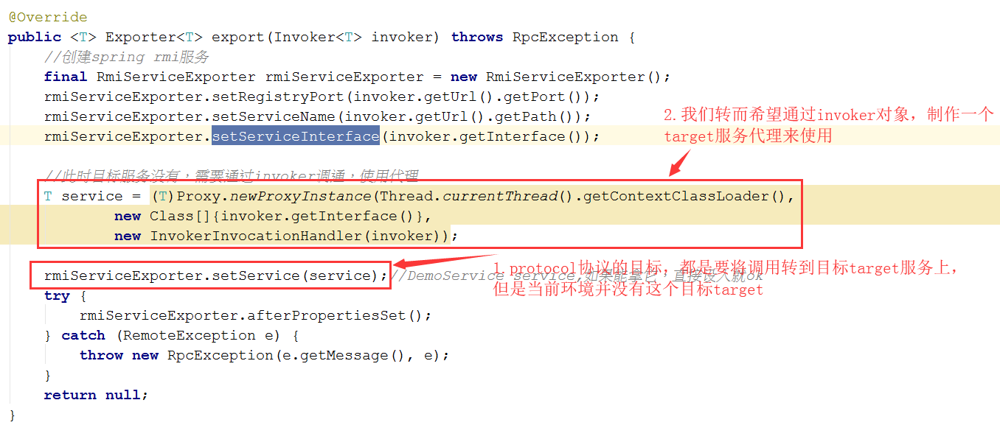 @Override
public <T> Exporter<T> export(Invoker<T> invoker) throws RpcException {
//创建spring rmi服务
final RmiServiceExporter rmiServiceExporter = new RmiServiceExporter();
rmiServiceExporter.setRegistryPort(invoker.getUrl().getPort());
rmiServiceExporter.setServiceName(invoker.getUrl().getPath());
rmiServiceExporter.setServiceInterface(invoker.getInterface());
2.我们转而希望通过invoker对象，制作一个
target服务代理来使用
//此时目标服务没有，需要通过invoker调通，使用代理
T service = (T)Proxy.newProxyInstance(Thread.currentThread().getContextClassLoader(),
new Class[]{invoker.getInterface()},
new InvokerInvocationHandler(invoker));
rmiServiceExporter.setService(service);//DemoService service,如果能拿它，直接设入就ok
1.protocol协议的目标，都是要将调用转到目标target服务上，
但是当前环境并没有这个目标target
try {
rmiServiceExporter.afterPropertiesSet();
} catch (RemoteException e) {
throw new RpcException(e.getMessage(), e);
}
return null;
}